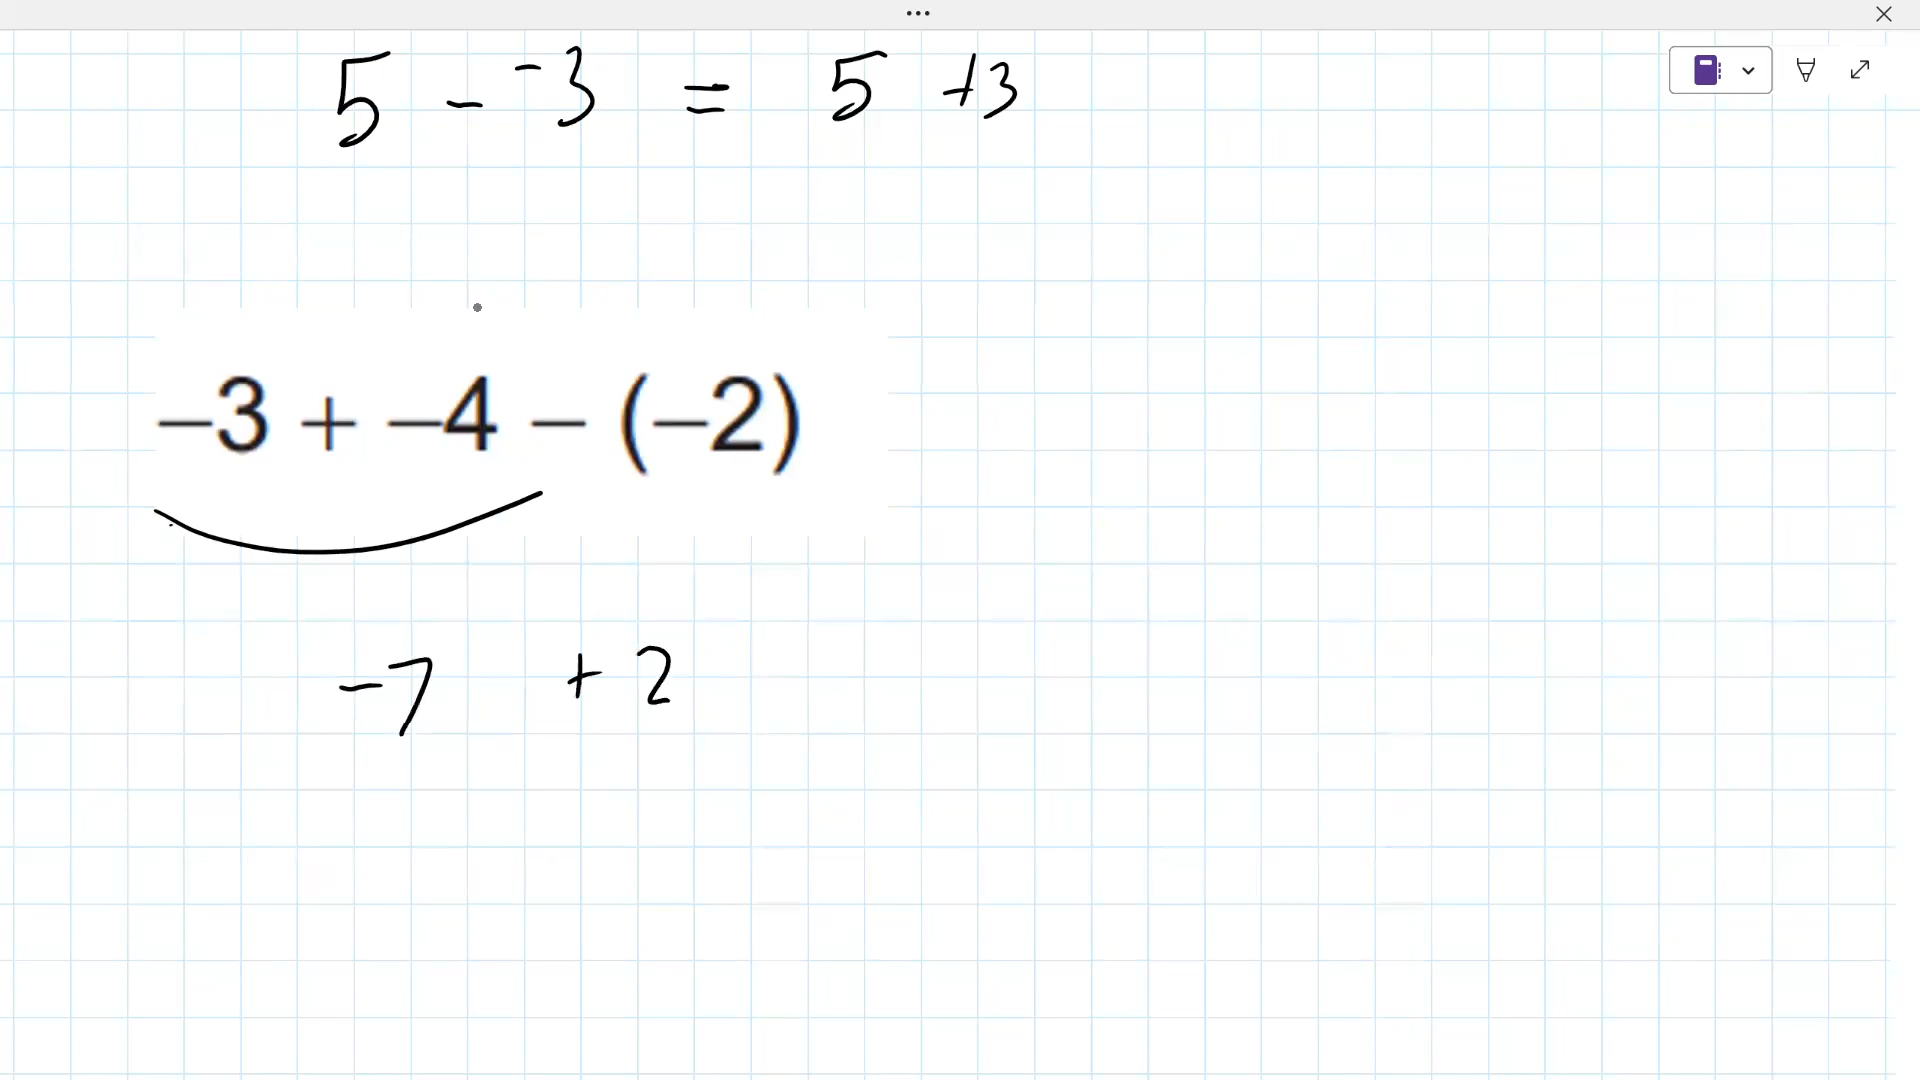 5 - -3 = 5 +3
–3 + –4 – (–2)
-7 + 2